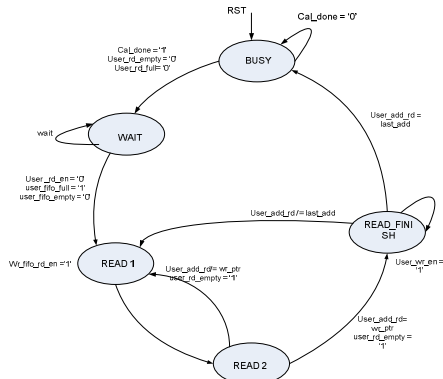 RST
Cal_done = '0'
BUSY
Cal_done = '1'
User_rd_empty = '0'
User_rd_full= '0'
wait
WAIT
User_add_rd =
last_add
User_rd_en = '0'
user_fifo_full = '1'
user_fifo_empty = '0'
User_add_rd /= last_add
READ_FINI
SH
Wr_fifo_rd_en ='1'
READ 1
User_add_rd/= wr_ptr
user_rd_empty = '1'
User_wr_en =
'1'
User_add_rd=
wr_ptr
user_rd_empty =
'1'
READ 2